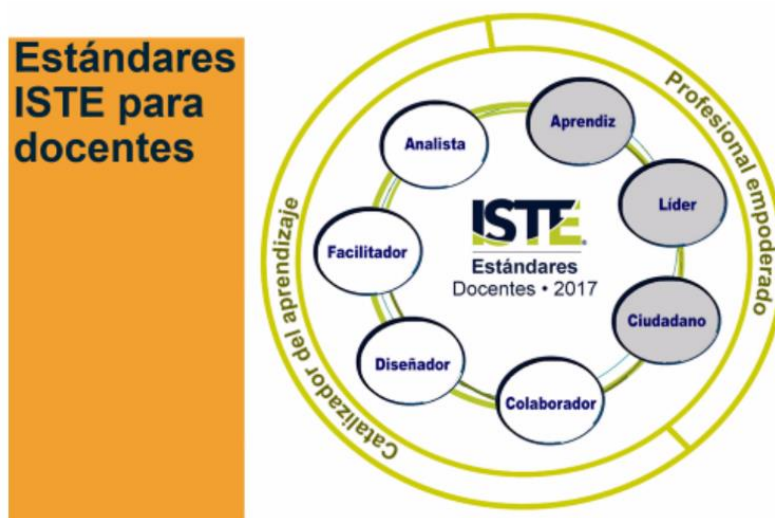 Estándares
ISTE para
docentes
Profesional empoderado
Catalizador del aprendizaje
Aprendiz
Líder
Ciudadano
Colaborador
Diseñador
Facilitador
Analista
ISTE®
Estándares
Docentes • 2017